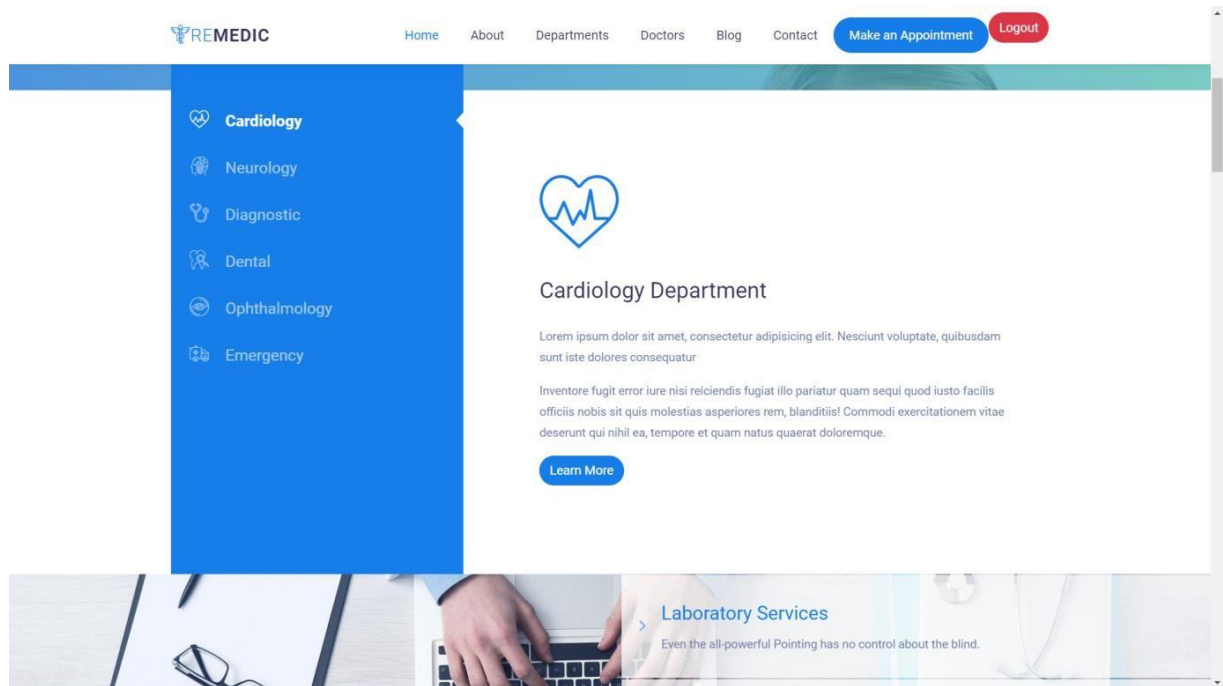 REMEDIC
Home About Departments Doctors Blog Contact Make an Appointment Logout
Cardiology
Neurology
Diagnostic
Dental
Ophthalmology
Emergency
Cardiology Department
Lorem ipsum dolor sit amet, consectetur adipisicing elit. Nesciunt voluptate, quibusdam
sunt iste dolores consequatur
Inventore fugit error iure nisi reiciendis fugiat illo pariatur quam sequi quod iusto facilis
officiis nobis sit quis molestias asperiores rem, blanditiis! Commodi exercitationem vitae
deserunt qui nihil ea, tempore et quam natus quaerat doloremque.
Learn More
Laboratory Services
Even the all-powerful Pointing has no control about the blind.